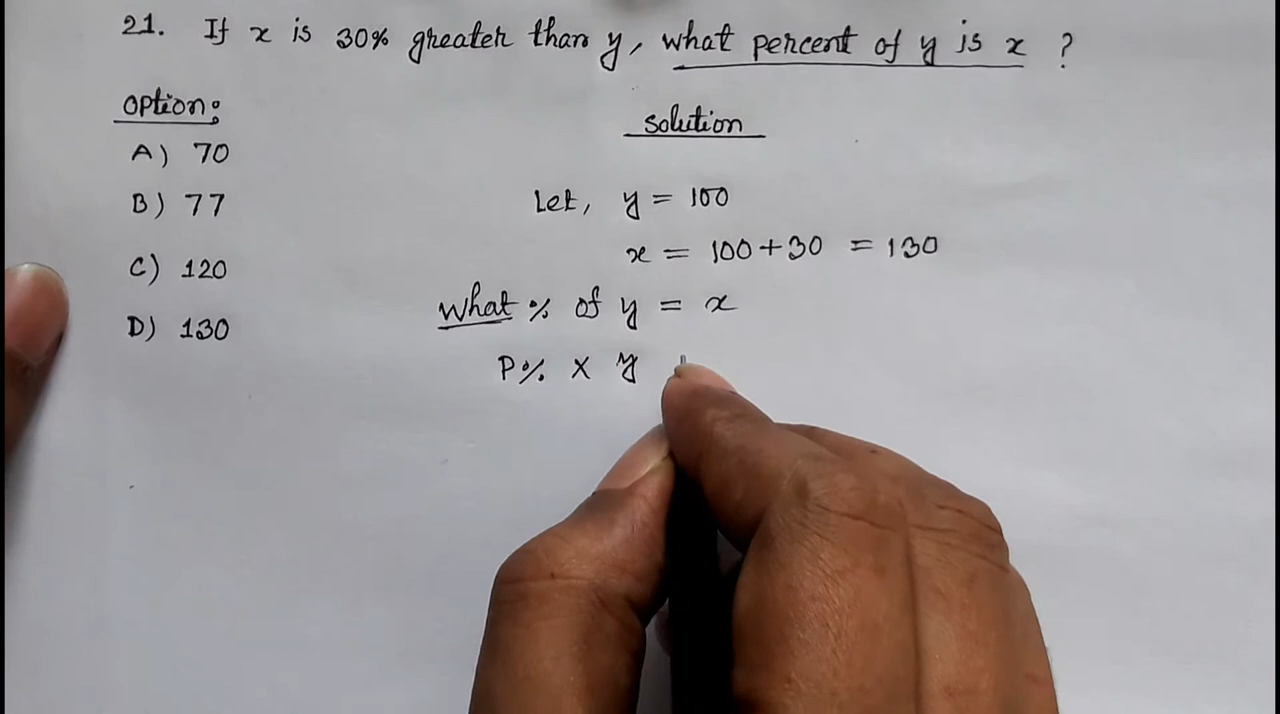 21. If x is 30% greater than y, what percent of y is x ?
Option:
A) 70
B) 77
C) 120
D) 130
Solution
Let, y = 100
x = 100+30 = 130
What % of y = x
P% × y